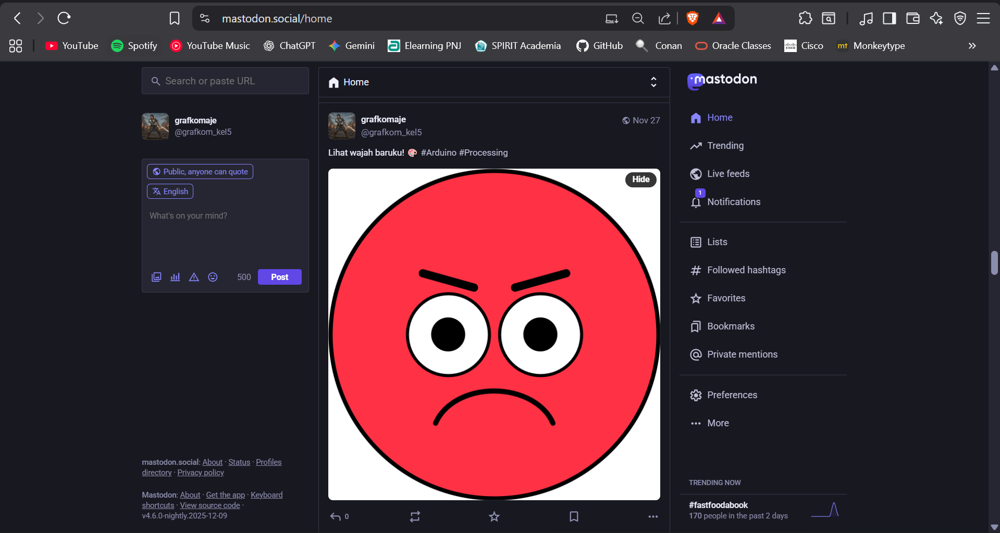 mastodon.social/home
YouTube
Spotify
YouTube Music
ChatGPT
Gemini
Elearning PNJ
SPIRIT Academia
GitHub
Conan
Oracle Classes
cisco
Cisco
mt
Monkeytype
Search or paste URL
grafkomaje
@grafkom_kel5
Public, anyone can quote
English
What's on your mind?
500
Post
mastodon.social: About · Status · Profiles
directory · Privacy policy
Mastodon: About · Get the app · Keyboard
shortcuts · View source code ·
v4.6.0-nightly.2025-12-09
Home
grafkomaje
@grafkom_kel5
Nov 27
Lihat wajah baruku! 🎨 #Arduino #Processing
Hide
0
mastodon
Home
Trending
Live feeds
1
Notifications
Lists
Followed hashtags
Favorites
Bookmarks
Private mentions
Preferences
More
TRENDING NOW
#fastfoodabook
170 people in the past 2 days